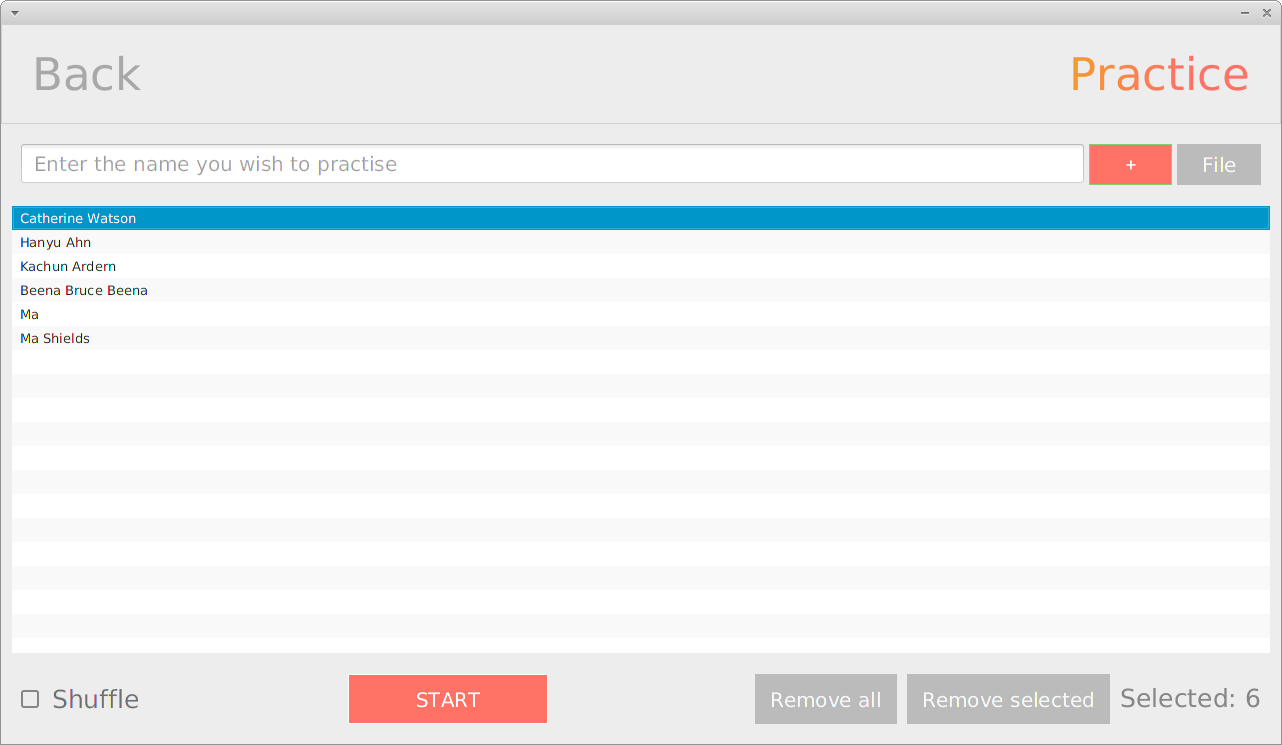 Back
Practice
Enter the name you wish to practise
+
File
Catherine Watson
Hanyu Ahn
Kachun Ardern
Beena Bruce Beena
Ma
Ma Shields
Shuffle
START
Remove all
Remove selected
Selected: 6